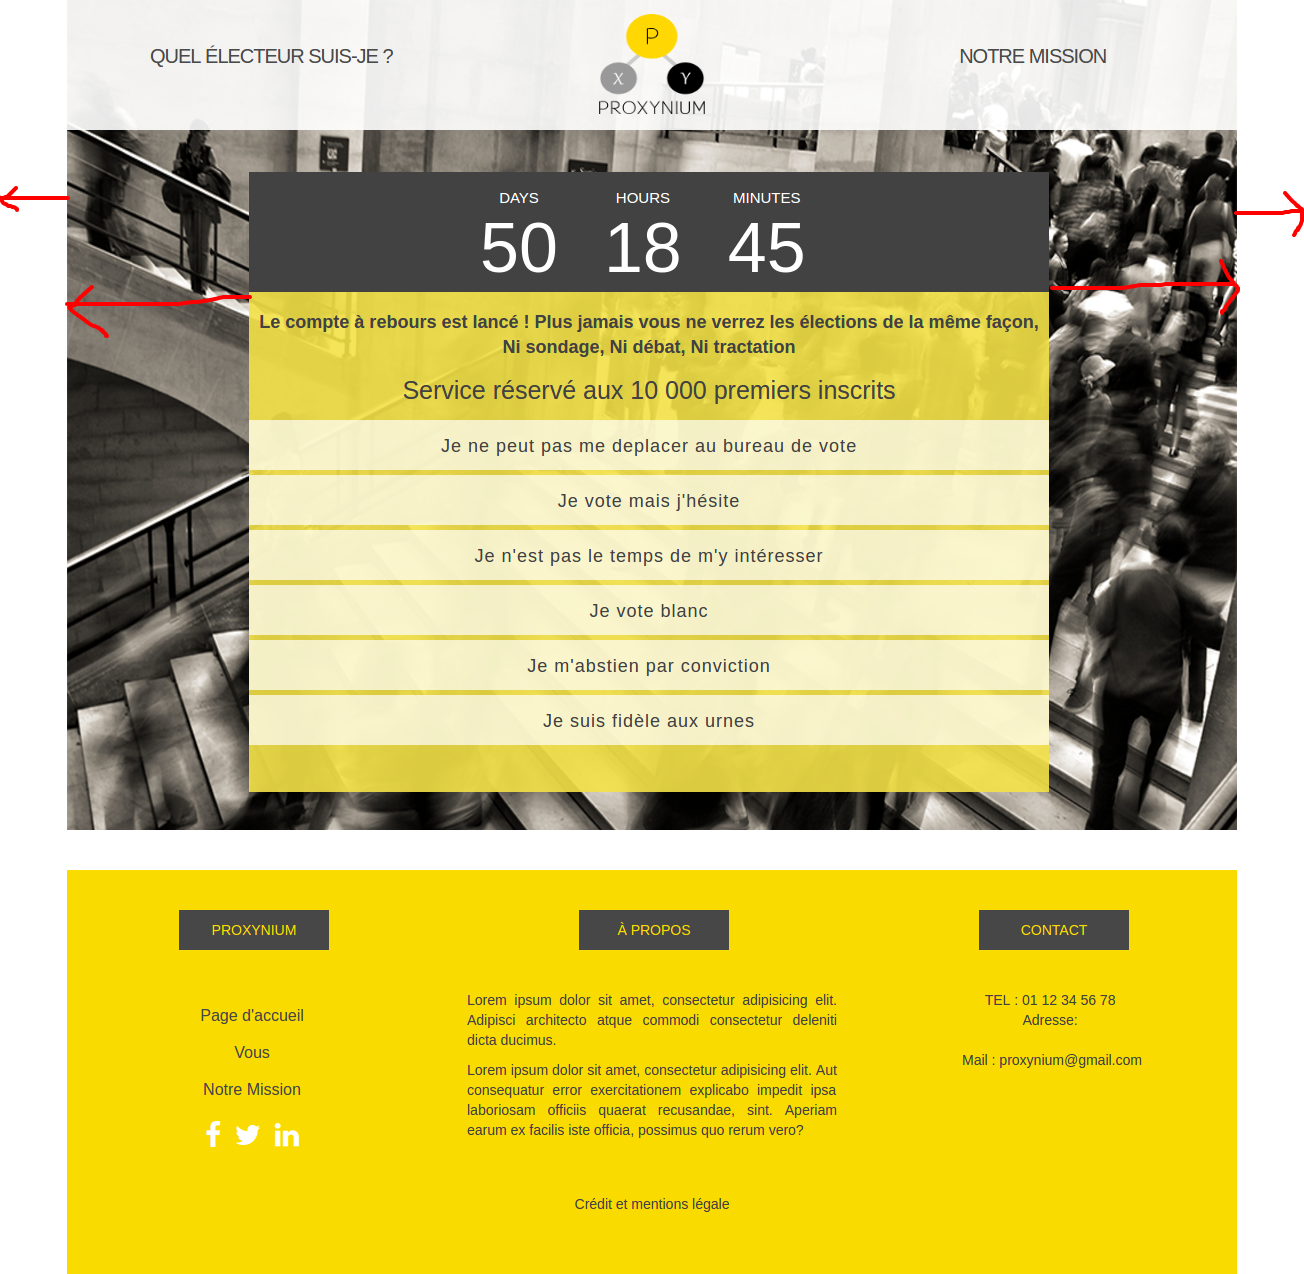 QUEL ÉLECTEUR SUIS-JE ?
P
X Y
PROXYNIUM
NOTRE MISSION
DAYS HOURS MINUTES
50 18 45
Le compte à rebours est lancé ! Plus jamais vous ne verrez les élections de la même façon,
Ni sondage, Ni débat, Ni tractation
Service réservé aux 10 000 premiers inscrits
Je ne peut pas me deplacer au bureau de vote
Je vote mais j'hésite
Je n'est pas le temps de m'y intéresser
Je vote blanc
Je m'abstien par conviction
Je suis fidèle aux urnes
PROXYNIUM
Page d'accueil
Vous
Notre Mission
À PROPOS
Lorem ipsum dolor sit amet, consectetur adipisicing elit.
Adipisci architecto atque commodi consectetur deleniti
dicta ducimus.
Lorem ipsum dolor sit amet, consectetur adipisicing elit. Aut
consequatur error exercitationem explicabo impedit ipsa
laboriosam officiis quaerat recusandae, sint. Aperiam
earum ex facilis iste officia, possimus quo rerum vero?
CONTACT
TEL : 01 12 34 56 78
Adresse:
Mail : proxynium@gmail.com
Crédit et mentions légale